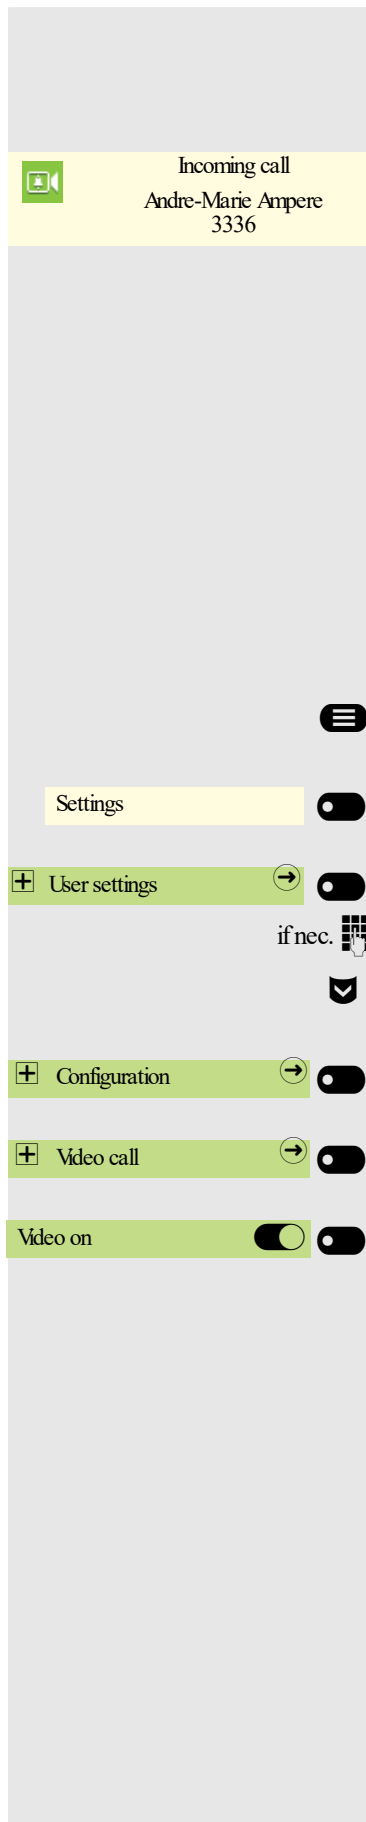 Incoming call
Andre-Marie Ampere
3336
Settings
User settings
if nec.
Configuration
Video call
Video on